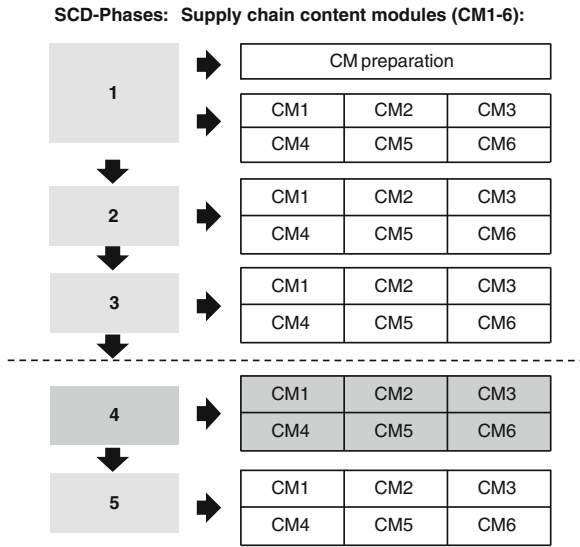 SCD-Phases: Supply chain content modules (CM1-6):
CM preparation
1
CM1 CM2 CM3
CM4 CM5 CM6
CM1 CM2 CM3
2
CM4 CM5 CM6
CM1 CM2 CM3
3
CM4 CM5 CM6
CM1 CM2 CM3
4
CM4 CM5 CM6
CM1 CM2 CM3
5
CM4 CM5 CM6